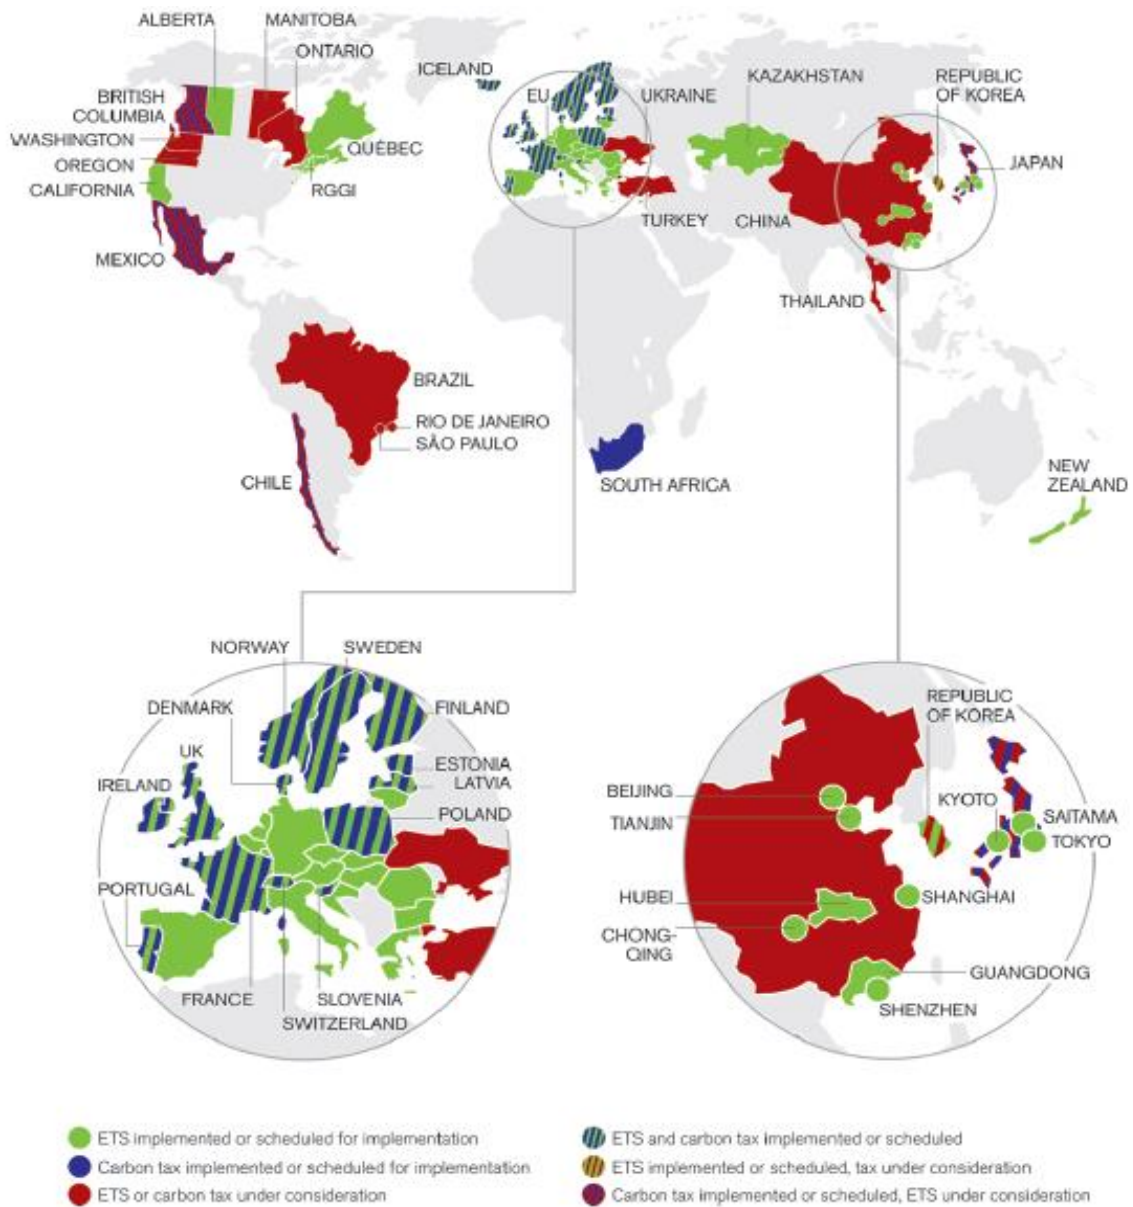 ALBERTA
MANITOBA
ONTARIO
ICELAND
EU
UKRAINE
KAZAKHSTAN
REPUBLIC
OF KOREA
BRITISH
COLUMBIA
WASHINGTON
OREGON
CALIFORNIA
QUÉBEC
RGGI
JAPAN
MEXICO
TURKEY
CHINA
THAILAND
BRAZIL
RIO DE JANEIRO
SÃO PAULO
CHILE
SOUTH AFRICA
NEW
ZEALAND
NORWAY
SWEDEN
DENMARK
FINLAND
UK
IRELAND
ESTONIA
LATVIA
POLAND
PORTUGAL
FRANCE
SLOVENIA
SWITZERLAND
REPUBLIC
OF KOREA
BEIJING
TIANJIN
KYOTO
SAITAMA
TOKYO
HUBEI
SHANGHAI
CHONG-
QING
GUANGDONG
SHENZHEN
ETS implemented or scheduled for implementation
Carbon tax implemented or scheduled for implementation
ETS or carbon tax under consideration
ETS and carbon tax implemented or scheduled
ETS implemented or scheduled, tax under consideration
Carbon tax implemented or scheduled, ETS under consideration